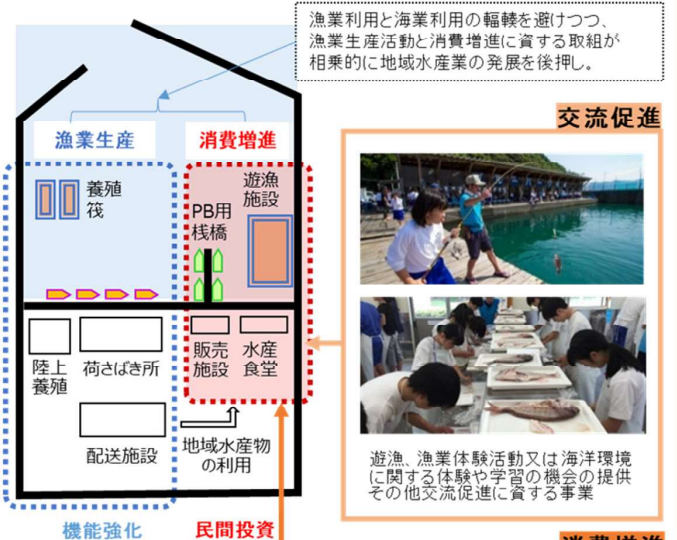 漁業利用と海業利用の輻輳を避けつつ、
漁業生産活動と消費増進に資する取組が
相乗的に地域水産業の発展を後押し。
交流促進
漁業生産
消費増進
養殖
筏
PB用
桟橋
遊漁
施設
陸上
養殖
荷さばき所
販売
施設
水産
食堂
配送施設
地域水産物
の利用
遊漁、漁業体験活動又は海洋環境
に関する体験や学習の機会の提供
その他交流促進に資する事業
機能強化
民間投資
消費増進